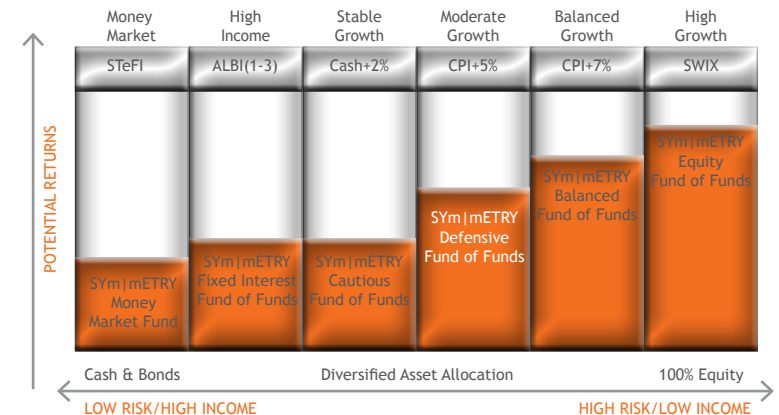 Money
Market
High
Income
Stable
Growth
Moderate
Growth
Balanced
Growth
High
Growth
STeFI
ALBI(1-3)
Cash+2%
CPI+5%
CPI+7%
SWIX
POTENTIAL RETURNS
SYm|mETRY
Money
Market Fund
SYm|mETRY
Fixed Interest
Fund of Funds
SYm|mETRY
Cautious
Fund of Funds
SYm|mETRY
Defensive
Fund of Funds
SYm|mETRY
Balanced
Fund of Funds
SYm|mETRY
Equity
Fund of Funds
Cash & Bonds
Diversified Asset Allocation
100% Equity
LOW RISK/HIGH INCOME
HIGH RISK/LOW INCOME